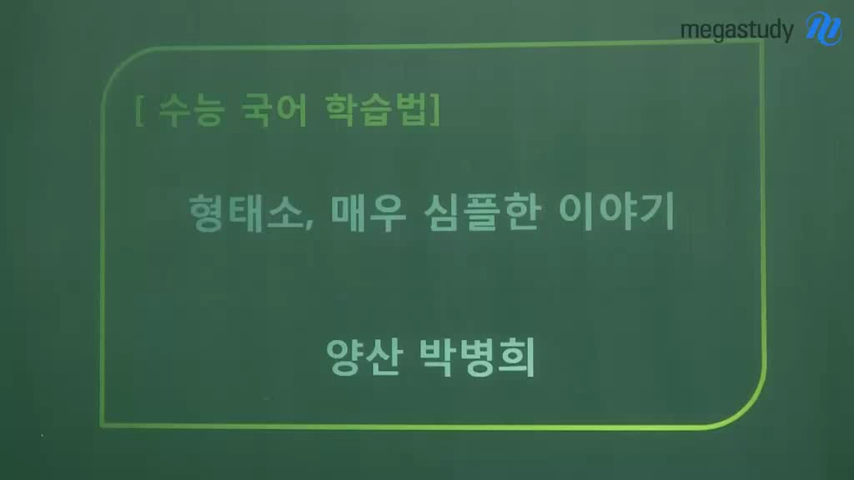 megastudy
[ 수능 국어 학습법]
형태소, 매우 심플한 이야기
양산 박병희